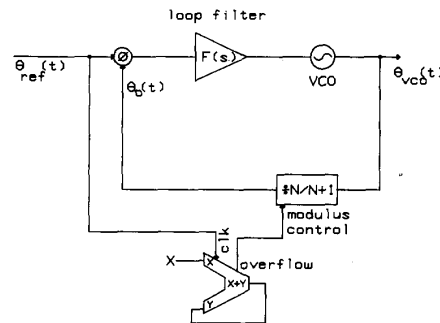 loop filter
ø
F(s)
θref(t)
θD(t)
VCO
θvco(t)
÷N/N+1
modulus
control
clk
X
X
overflow
X+Y
Y